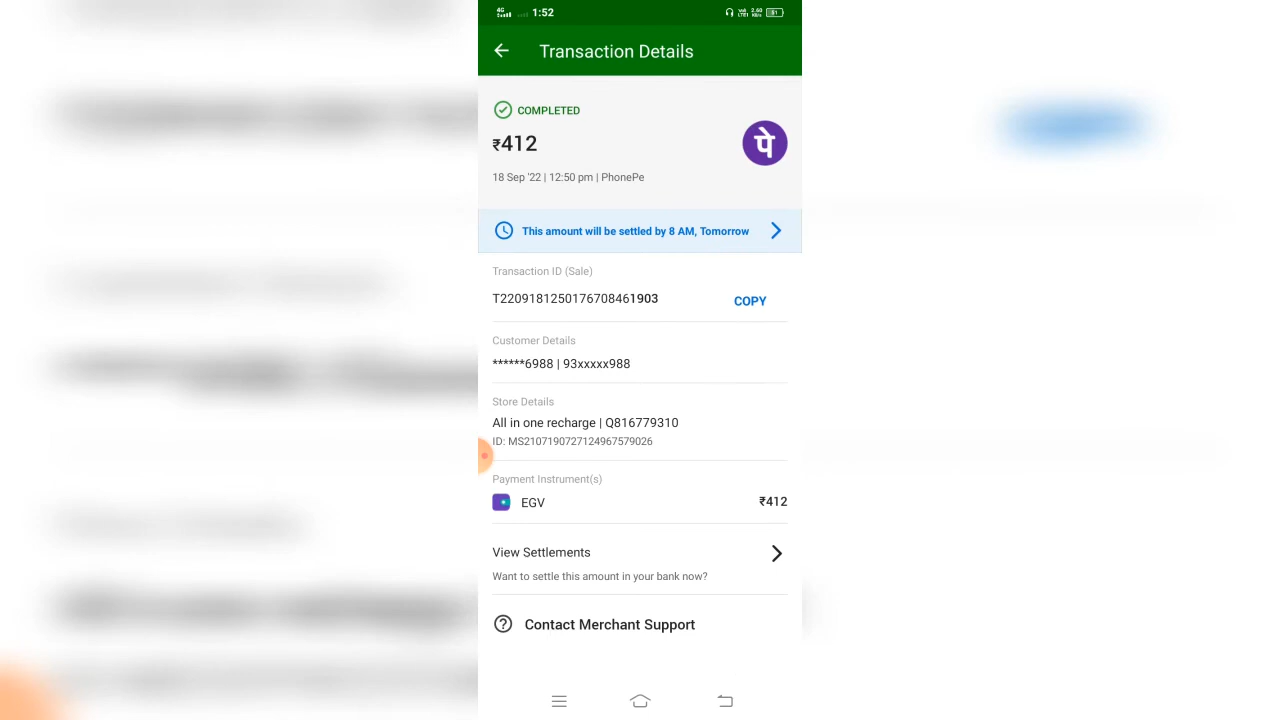 4G 1:52
Transaction Details
COMPLETED
₹412
पे
18 Sep '22 | 12:50 pm | PhonePe
This amount will be settled by 8 AM, Tomorrow
Transaction ID (Sale)
T2209181250176708461903
COPY
Customer Details
******6988 | 93xxxxx988
Store Details
All in one recharge | Q816779310
ID: MS2107190727124967579026
Payment Instrument(s)
EGV ₹412
View Settlements
Want to settle this amount in your bank now?
Contact Merchant Support